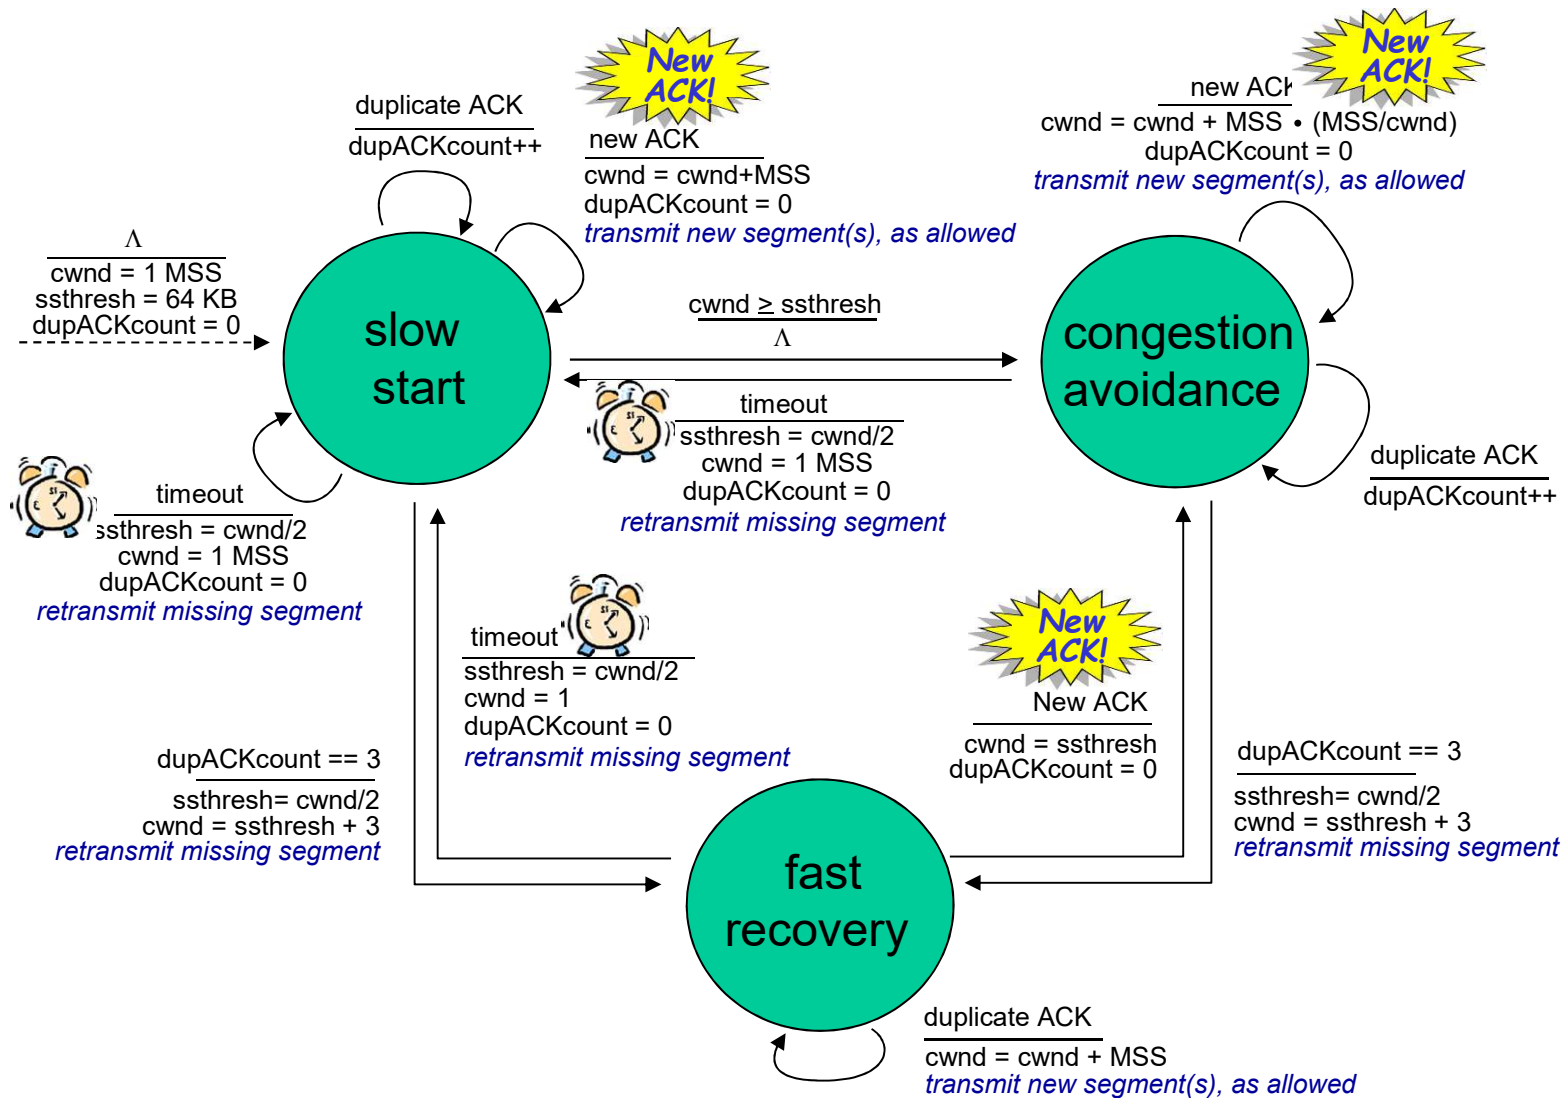 New
ACK!
duplicate ACK
dupACKcount++
new ACK
cwnd = cwnd+MSS
dupACKcount = 0
transmit new segment(s), as allowed
New
ACK!
new ACK
cwnd = cwnd + MSS • (MSS/cwnd)
dupACKcount = 0
transmit new segment(s), as allowed
Λ
cwnd = 1 MSS
ssthresh = 64 KB
dupACKcount = 0
slow
start
cwnd ≥ ssthresh
Λ
congestion
avoidance
timeout
ssthresh = cwnd/2
cwnd = 1 MSS
dupACKcount = 0
retransmit missing segment
timeout
ssthresh = cwnd/2
cwnd = 1 MSS
dupACKcount = 0
retransmit missing segment
duplicate ACK
dupACKcount++
timeout
ssthresh = cwnd/2
cwnd = 1
dupACKcount = 0
retransmit missing segment
New
ACK!
New ACK
cwnd = ssthresh
dupACKcount = 0
dupACKcount == 3
ssthresh= cwnd/2
cwnd = ssthresh + 3
retransmit missing segment
dupACKcount == 3
ssthresh= cwnd/2
cwnd = ssthresh + 3
retransmit missing segment
fast
recovery
duplicate ACK
cwnd = cwnd + MSS
transmit new segment(s), as allowed